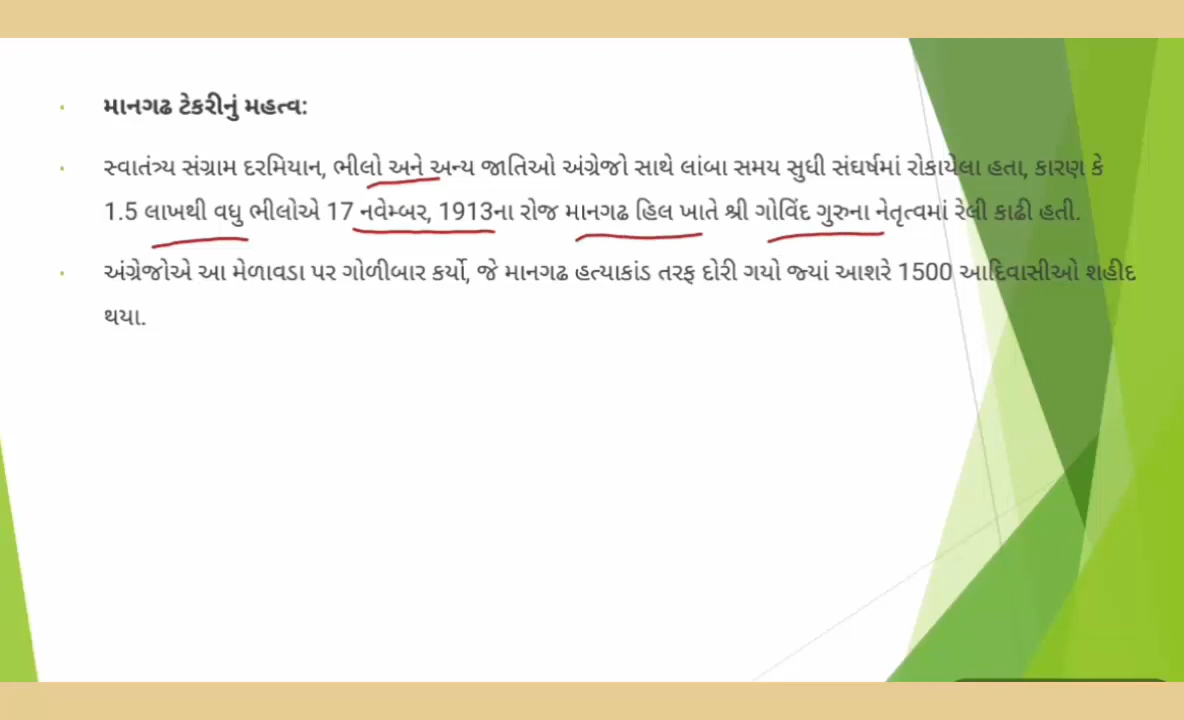 માનગઢ ટેકરીનું મહત્વ:
સ્વાતંત્ર્ય સંગ્રામ દરમિયાન, ભીલો અને અન્ય જાતિઓ અંગ્રેજો સાથે લાંબા સમય સુધી સંઘર્ષમાં રોકાયેલા હતા, કારણ કે
1.5 લાખથી વધુ ભીલોએ 17 નવેમ્બર, 1913ના રોજ માનગઢ હિલ ખાતે શ્રી ગોવિંદ ગુરુના નેતૃત્વમાં રેલી કાઢી હતી.
અંગ્રેજોએ આ મેળાવડા પર ગોળીબાર કર્યો, જે માનગઢ હત્યાકાંડ તરફ દોરી ગયો જ્યાં આશરે 1500 આદિવાસીઓ શહીદ
થયા.